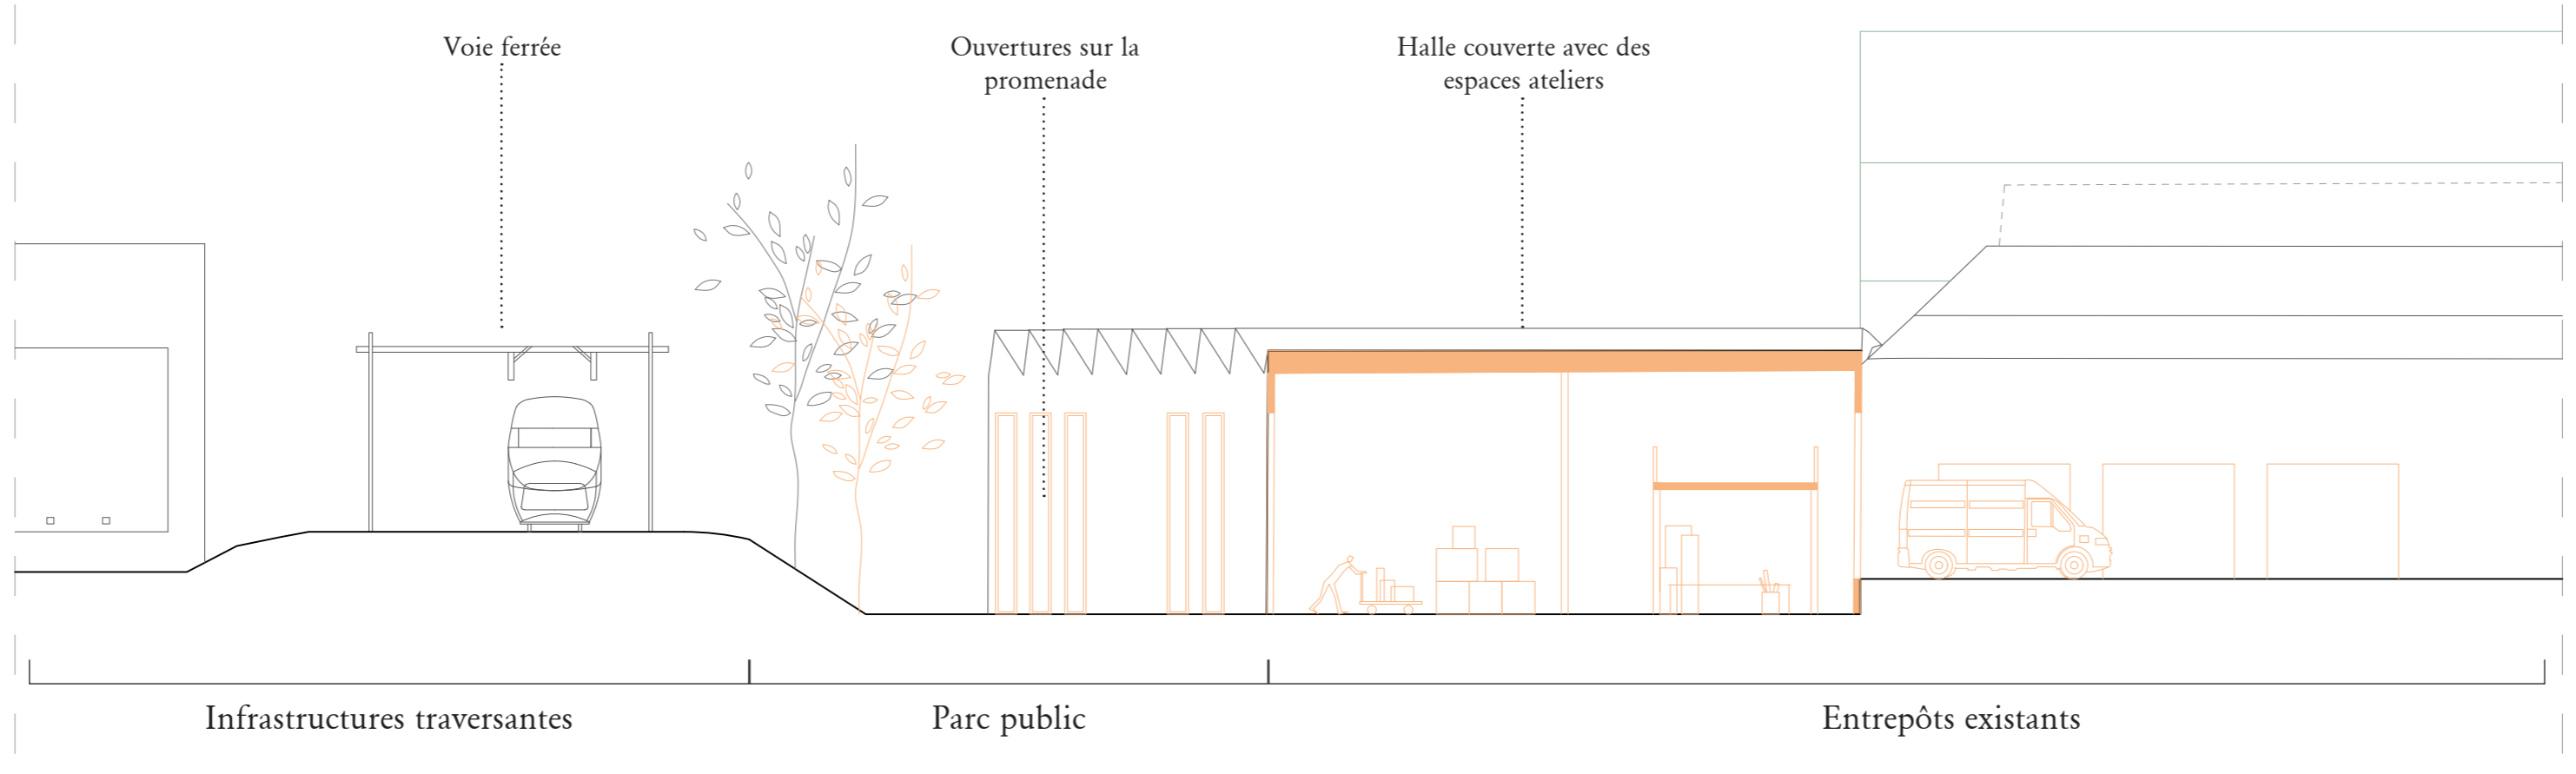 Voie ferrée
Ouvertures sur la
promenade
Halle couverte avec des
espaces ateliers
Infrastructures traversantes
Parc public
Entrepôts existants